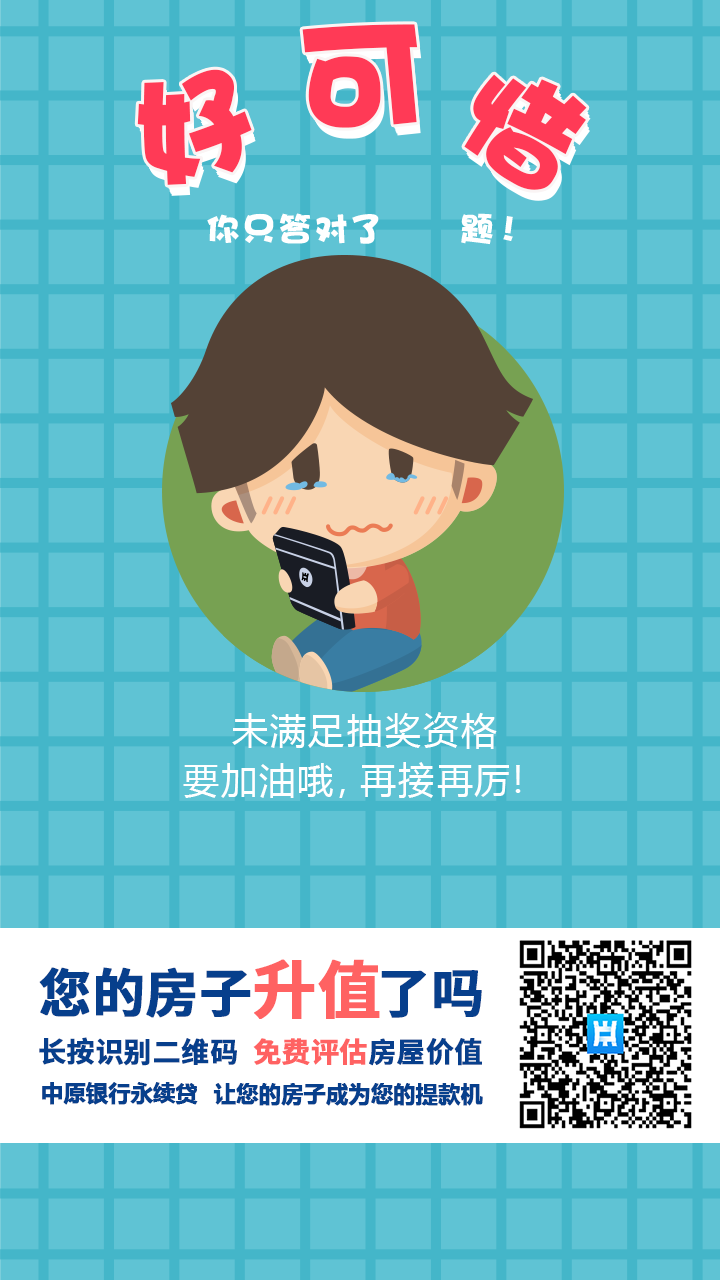 好可惜
你只答对了 题！
未满足抽奖资格
要加油哦, 再接再厉!
您的房子升值了吗
长按识别二维码 免费评估房屋价值
中原银行永续贷 让您的房子成为您的提款机